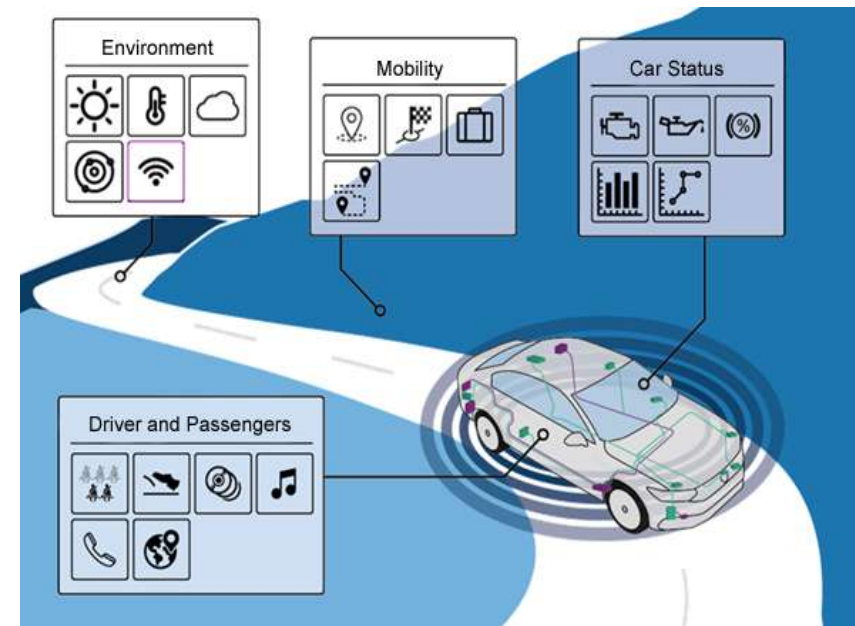 Environment
Mobility
Car Status
(%)
Driver and Passengers